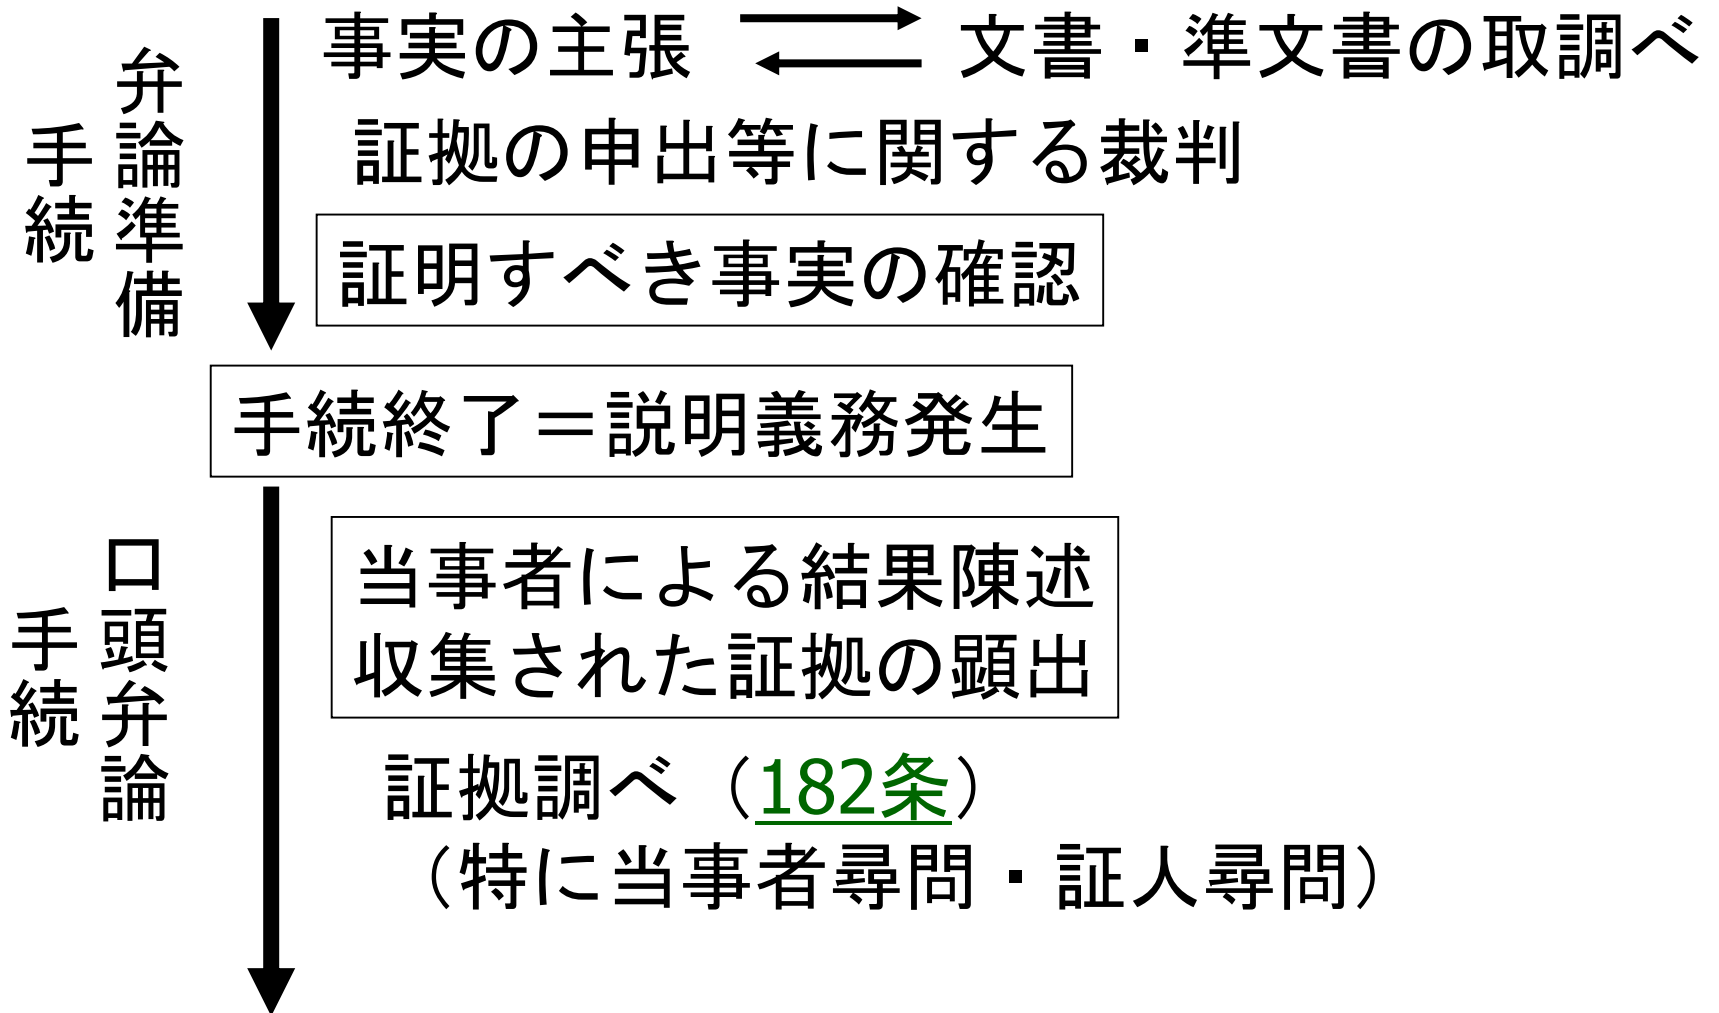 弁論準備
手続
事実の主張
文書・準文書の取調べ
証拠の申出等に関する裁判
証明すべき事実の確認
手続終了＝説明義務発生
口頭弁論
手続
当事者による結果陳述
収集された証拠の顕出
証拠調べ（182条）
（特に当事者尋問・証人尋問）